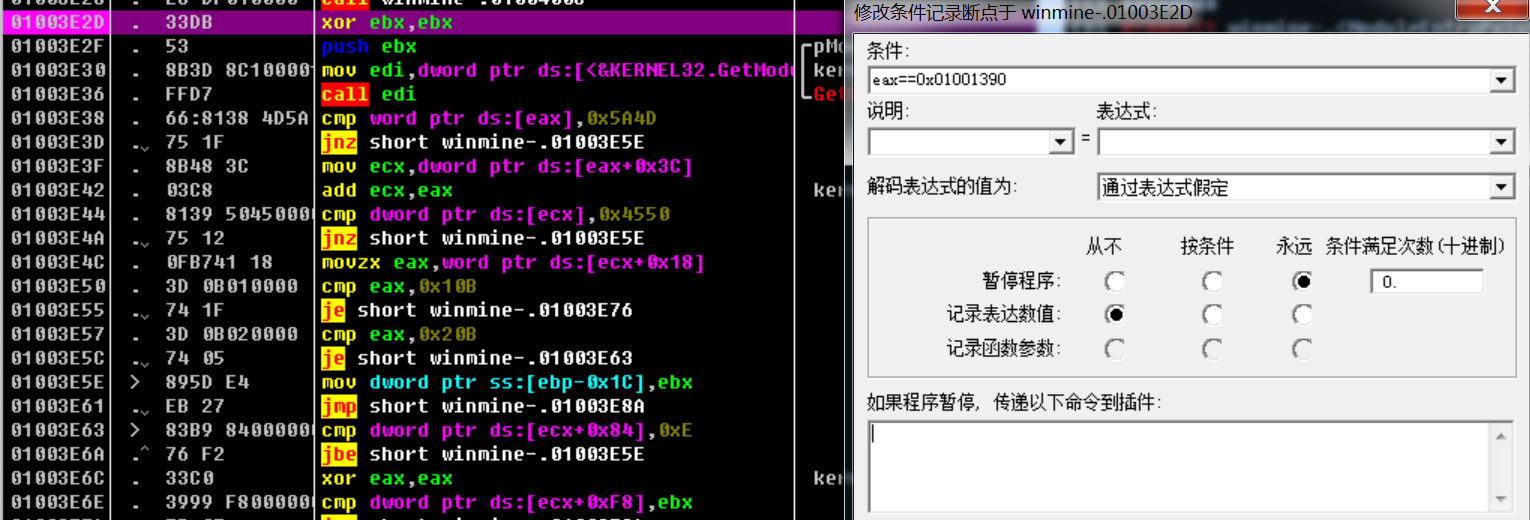 call winmine-.01004068
01003E2D . 33DB xor ebx,ebx
01003E2F . 53 push ebx
01003E30 . 8B3D 8C10000 mov edi,dword ptr ds:[<&KERNEL32.GetModu ker
01003E36 . FFD7 call edi Get
01003E38 . 66:8138 4D5A cmp word ptr ds:[eax],0x5A4D
01003E3D . 75 1F jnz short winmine-.01003E5E
01003E3F . 8B48 3C mov ecx,dword ptr ds:[eax+0x3C]
01003E42 . 03C8 add ecx,eax ker
01003E44 . 8139 5045000 cmp dword ptr ds:[ecx],0x4550
01003E4A . 75 12 jnz short winmine-.01003E5E
01003E4C . 0FB741 18 movzx eax,word ptr ds:[ecx+0x18]
01003E50 . 3D 0B010000 cmp eax,0x10B
01003E55 . 74 1F je short winmine-.01003E76
01003E57 . 3D 0B020000 cmp eax,0x20B
01003E5C . 74 05 je short winmine-.01003E63
01003E5E > 895D E4 mov dword ptr ss:[ebp-0x1C],ebx
01003E61 . EB 27 jmp short winmine-.01003E8A
01003E63 > 83B9 8400000 cmp dword ptr ds:[ecx+0x84],0xE
01003E6A .^ 76 F2 jbe short winmine-.01003E5E
01003E6C . 33C0 xor eax,eax ker
01003E6E . 3999 F800000 cmp dword ptr ds:[ecx+0xF8],ebx
修改条件记录断点于 winmine-.01003E2D
条件:
eax==0x01001390
说明: 表达式:
=
解码表达式的值为: 通过表达式假定
从不 按条件 永远 条件满足次数(十进制)
暂停程序: 0.
记录表达数值:
记录函数参数:
如果程序暂停, 传递以下命令到插件: